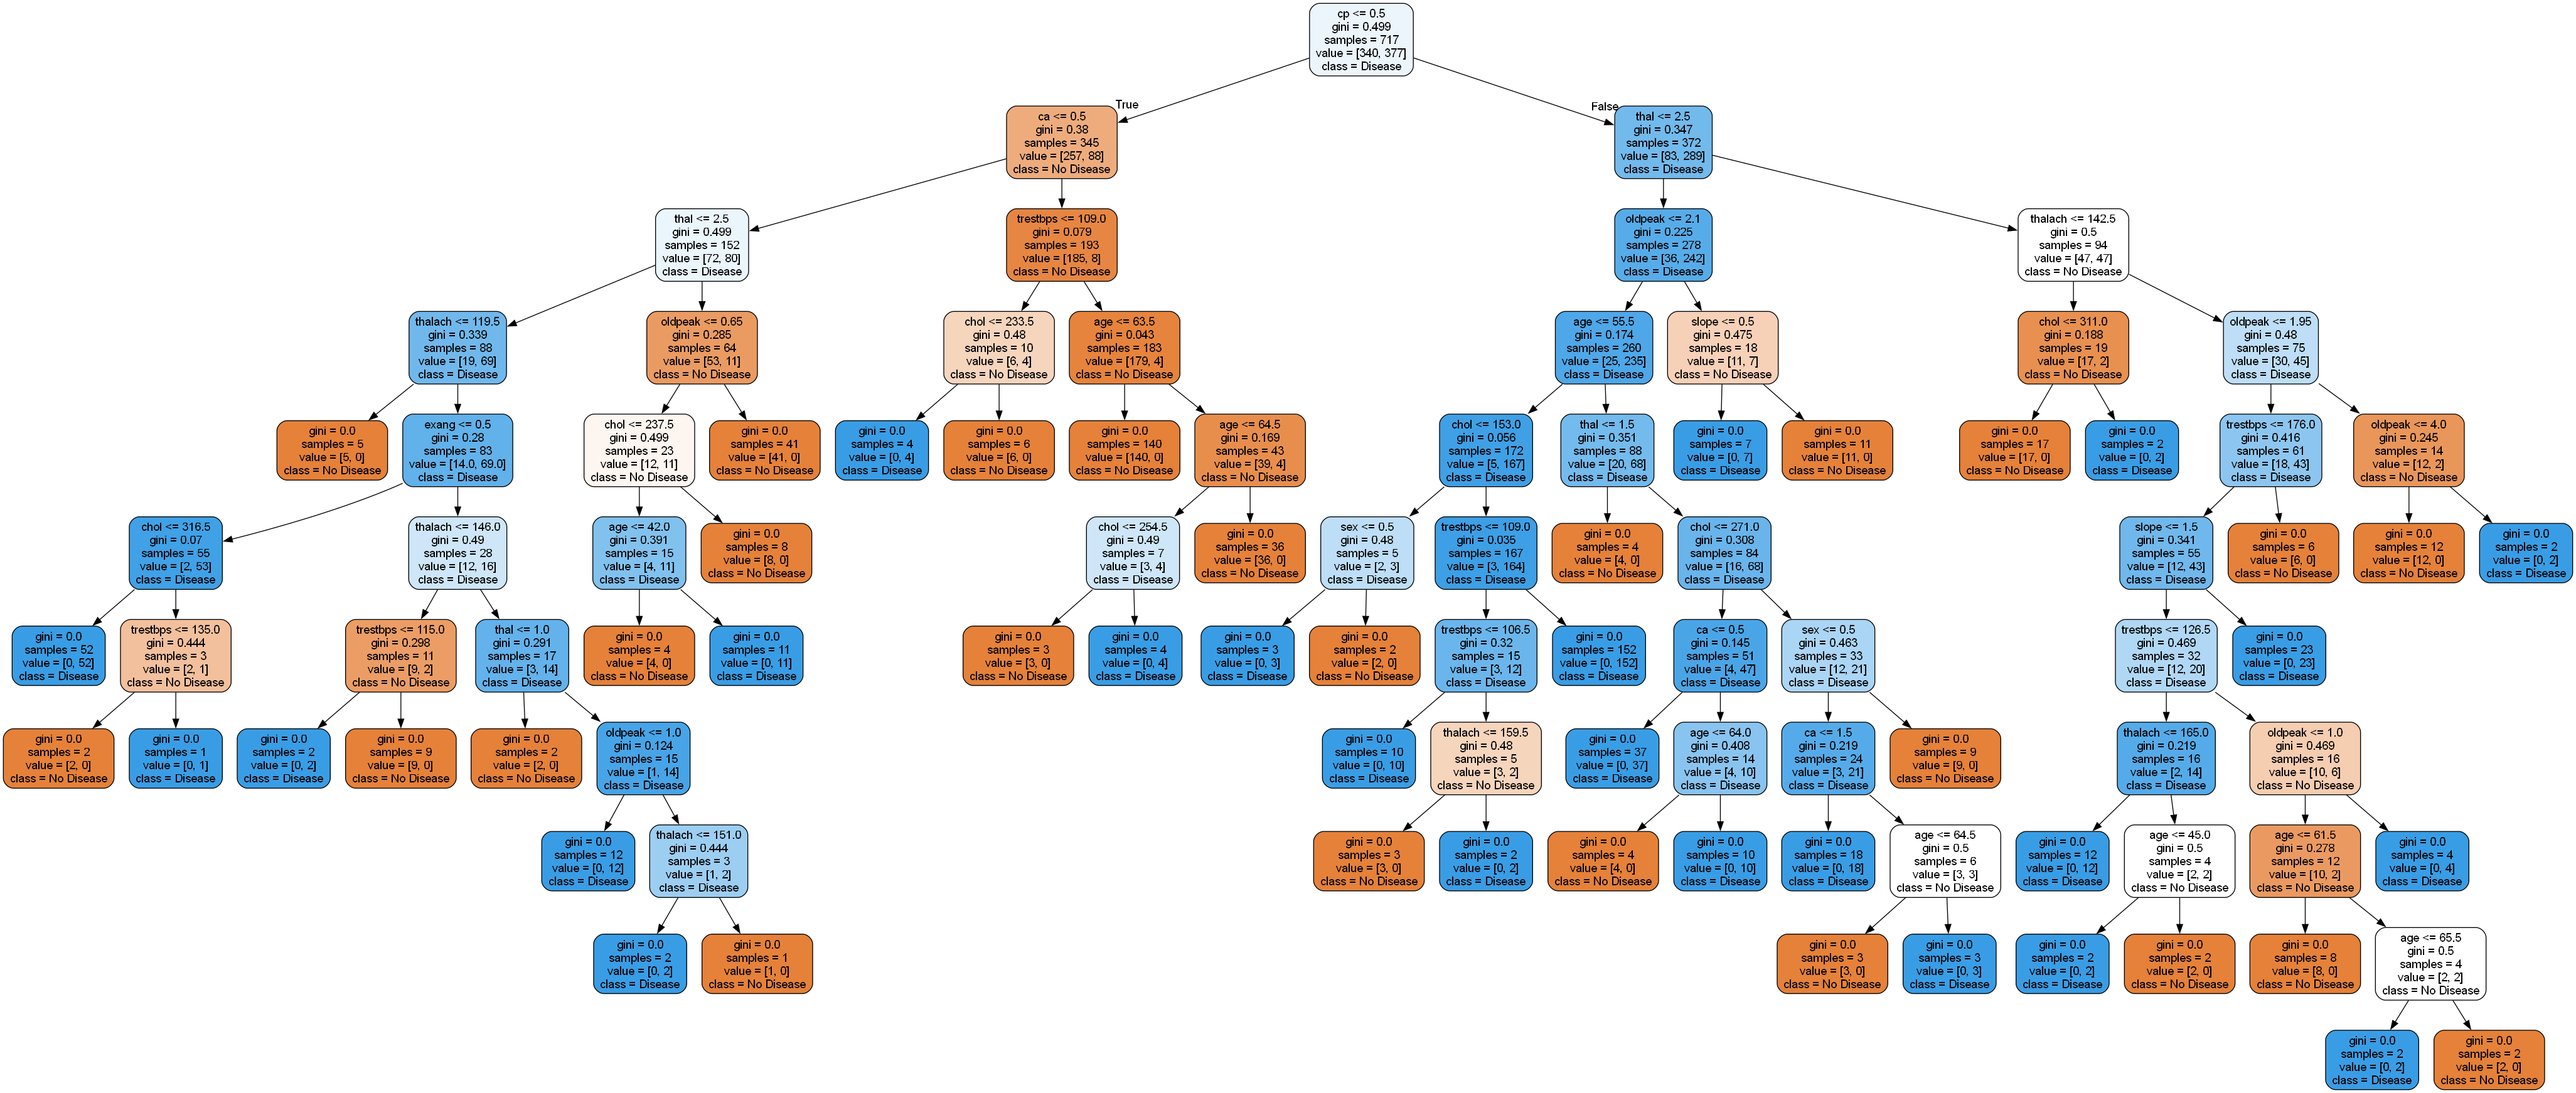 cp <= 0.5
gini = 0.499
samples = 717
value = [340, 377]
class = Disease
True
False
ca <= 0.5
gini = 0.38
samples = 345
value = [257, 88]
class = No Disease
thal <= 2.5
gini = 0.347
samples = 372
value = [83, 289]
class = Disease
thal <= 2.5
gini = 0.499
samples = 152
value = [72, 80]
class = Disease
trestbps <= 109.0
gini = 0.079
samples = 193
value = [185, 8]
class = No Disease
oldpeak <= 2.1
gini = 0.225
samples = 278
value = [36, 242]
class = Disease
thalach <= 142.5
gini = 0.5
samples = 94
value = [47, 47]
class = No Disease
thalach <= 119.5
gini = 0.339
samples = 88
value = [19, 69]
class = Disease
oldpeak <= 0.65
gini = 0.285
samples = 64
value = [53, 11]
class = No Disease
chol <= 233.5
gini = 0.48
samples = 10
value = [6, 4]
class = No Disease
age <= 63.5
gini = 0.043
samples = 183
value = [179, 4]
class = No Disease
age <= 55.5
gini = 0.174
samples = 260
value = [25, 235]
class = Disease
slope <= 0.5
gini = 0.475
samples = 18
value = [11, 7]
class = No Disease
chol <= 311.0
gini = 0.188
samples = 19
value = [17, 2]
class = No Disease
oldpeak <= 1.95
gini = 0.48
samples = 75
value = [30, 45]
class = Disease
gini = 0.0
samples = 5
value = [5, 0]
class = No Disease
exang <= 0.5
gini = 0.28
samples = 83
value = [14.0, 69.0]
class = Disease
chol <= 237.5
gini = 0.499
samples = 23
value = [12, 11]
class = No Disease
gini = 0.0
samples = 41
value = [41, 0]
class = No Disease
gini = 0.0
samples = 4
value = [0, 4]
class = Disease
gini = 0.0
samples = 6
value = [6, 0]
class = No Disease
gini = 0.0
samples = 140
value = [140, 0]
class = No Disease
age <= 64.5
gini = 0.169
samples = 43
value = [39, 4]
class = No Disease
chol <= 153.0
gini = 0.056
samples = 172
value = [5, 167]
class = Disease
thal <= 1.5
gini = 0.351
samples = 88
value = [20, 68]
class = Disease
gini = 0.0
samples = 7
value = [0, 7]
class = Disease
gini = 0.0
samples = 11
value = [11, 0]
class = No Disease
gini = 0.0
samples = 17
value = [17, 0]
class = No Disease
gini = 0.0
samples = 2
value = [0, 2]
class = Disease
trestbps <= 176.0
gini = 0.416
samples = 61
value = [18, 43]
class = Disease
oldpeak <= 4.0
gini = 0.245
samples = 14
value = [12, 2]
class = No Disease
chol <= 316.5
gini = 0.07
samples = 55
value = [2, 53]
class = Disease
thalach <= 146.0
gini = 0.49
samples = 28
value = [12, 16]
class = Disease
age <= 42.0
gini = 0.391
samples = 15
value = [4, 11]
class = Disease
gini = 0.0
samples = 8
value = [8, 0]
class = No Disease
chol <= 254.5
gini = 0.49
samples = 7
value = [3, 4]
class = Disease
gini = 0.0
samples = 36
value = [36, 0]
class = No Disease
sex <= 0.5
gini = 0.48
samples = 5
value = [2, 3]
class = Disease
trestbps <= 109.0
gini = 0.035
samples = 167
value = [3, 164]
class = Disease
gini = 0.0
samples = 4
value = [4, 0]
class = No Disease
chol <= 271.0
gini = 0.308
samples = 84
value = [16, 68]
class = Disease
slope <= 1.5
gini = 0.341
samples = 55
value = [12, 43]
class = Disease
gini = 0.0
samples = 6
value = [6, 0]
class = No Disease
gini = 0.0
samples = 12
value = [12, 0]
class = No Disease
gini = 0.0
samples = 2
value = [0, 2]
class = Disease
gini = 0.0
samples = 52
value = [0, 52]
class = Disease
trestbps <= 135.0
gini = 0.444
samples = 3
value = [2, 1]
class = No Disease
trestbps <= 115.0
gini = 0.298
samples = 11
value = [9, 2]
class = No Disease
thal <= 1.0
gini = 0.291
samples = 17
value = [3, 14]
class = Disease
gini = 0.0
samples = 4
value = [4, 0]
class = No Disease
gini = 0.0
samples = 11
value = [0, 11]
class = Disease
gini = 0.0
samples = 3
value = [3, 0]
class = No Disease
gini = 0.0
samples = 4
value = [0, 4]
class = Disease
gini = 0.0
samples = 3
value = [0, 3]
class = Disease
gini = 0.0
samples = 2
value = [2, 0]
class = No Disease
trestbps <= 106.5
gini = 0.32
samples = 15
value = [3, 12]
class = Disease
gini = 0.0
samples = 152
value = [0, 152]
class = Disease
ca <= 0.5
gini = 0.145
samples = 51
value = [4, 47]
class = Disease
sex <= 0.5
gini = 0.463
samples = 33
value = [12, 21]
class = Disease
trestbps <= 126.5
gini = 0.469
samples = 32
value = [12, 20]
class = Disease
gini = 0.0
samples = 23
value = [0, 23]
class = Disease
gini = 0.0
samples = 2
value = [2, 0]
class = No Disease
gini = 0.0
samples = 1
value = [0, 1]
class = Disease
gini = 0.0
samples = 2
value = [0, 2]
class = Disease
gini = 0.0
samples = 9
value = [9, 0]
class = No Disease
gini = 0.0
samples = 2
value = [2, 0]
class = No Disease
oldpeak <= 1.0
gini = 0.124
samples = 15
value = [1, 14]
class = Disease
gini = 0.0
samples = 10
value = [0, 10]
class = Disease
thalach <= 159.5
gini = 0.48
samples = 5
value = [3, 2]
class = No Disease
gini = 0.0
samples = 37
value = [0, 37]
class = Disease
age <= 64.0
gini = 0.408
samples = 14
value = [4, 10]
class = Disease
ca <= 1.5
gini = 0.219
samples = 24
value = [3, 21]
class = Disease
gini = 0.0
samples = 9
value = [9, 0]
class = No Disease
thalach <= 165.0
gini = 0.219
samples = 16
value = [2, 14]
class = Disease
oldpeak <= 1.0
gini = 0.469
samples = 16
value = [10, 6]
class = No Disease
gini = 0.0
samples = 12
value = [0, 12]
class = Disease
thalach <= 151.0
gini = 0.444
samples = 3
value = [1, 2]
class = Disease
gini = 0.0
samples = 3
value = [3, 0]
class = No Disease
gini = 0.0
samples = 2
value = [0, 2]
class = Disease
gini = 0.0
samples = 4
value = [4, 0]
class = No Disease
gini = 0.0
samples = 10
value = [0, 10]
class = Disease
gini = 0.0
samples = 18
value = [0, 18]
class = Disease
age <= 64.5
gini = 0.5
samples = 6
value = [3, 3]
class = No Disease
gini = 0.0
samples = 12
value = [0, 12]
class = Disease
age <= 45.0
gini = 0.5
samples = 4
value = [2, 2]
class = No Disease
age <= 61.5
gini = 0.278
samples = 12
value = [10, 2]
class = No Disease
gini = 0.0
samples = 4
value = [0, 4]
class = Disease
gini = 0.0
samples = 2
value = [0, 2]
class = Disease
gini = 0.0
samples = 1
value = [1, 0]
class = No Disease
gini = 0.0
samples = 3
value = [3, 0]
class = No Disease
gini = 0.0
samples = 3
value = [0, 3]
class = Disease
gini = 0.0
samples = 2
value = [0, 2]
class = Disease
gini = 0.0
samples = 2
value = [2, 0]
class = No Disease
gini = 0.0
samples = 8
value = [8, 0]
class = No Disease
age <= 65.5
gini = 0.5
samples = 4
value = [2, 2]
class = No Disease
gini = 0.0
samples = 2
value = [0, 2]
class = Disease
gini = 0.0
samples = 2
value = [2, 0]
class = No Disease